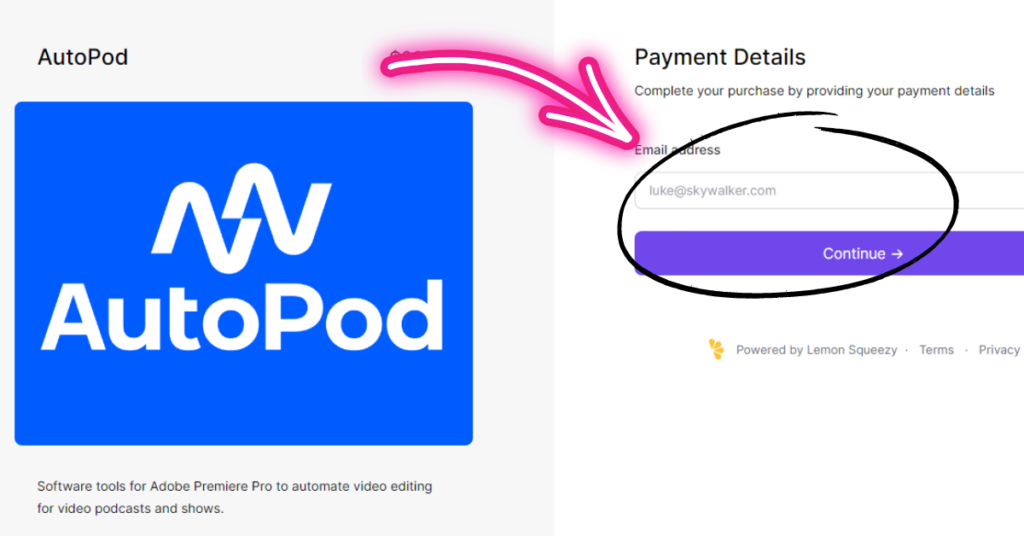 AutoPod
AutoPod
Software tools for Adobe Premiere Pro to automate video editing
for video podcasts and shows.
Payment Details
Complete your purchase by providing your payment details
Email address
luke@skywalker.com
Continue →
Powered by Lemon Squeezy · Terms · Privacy